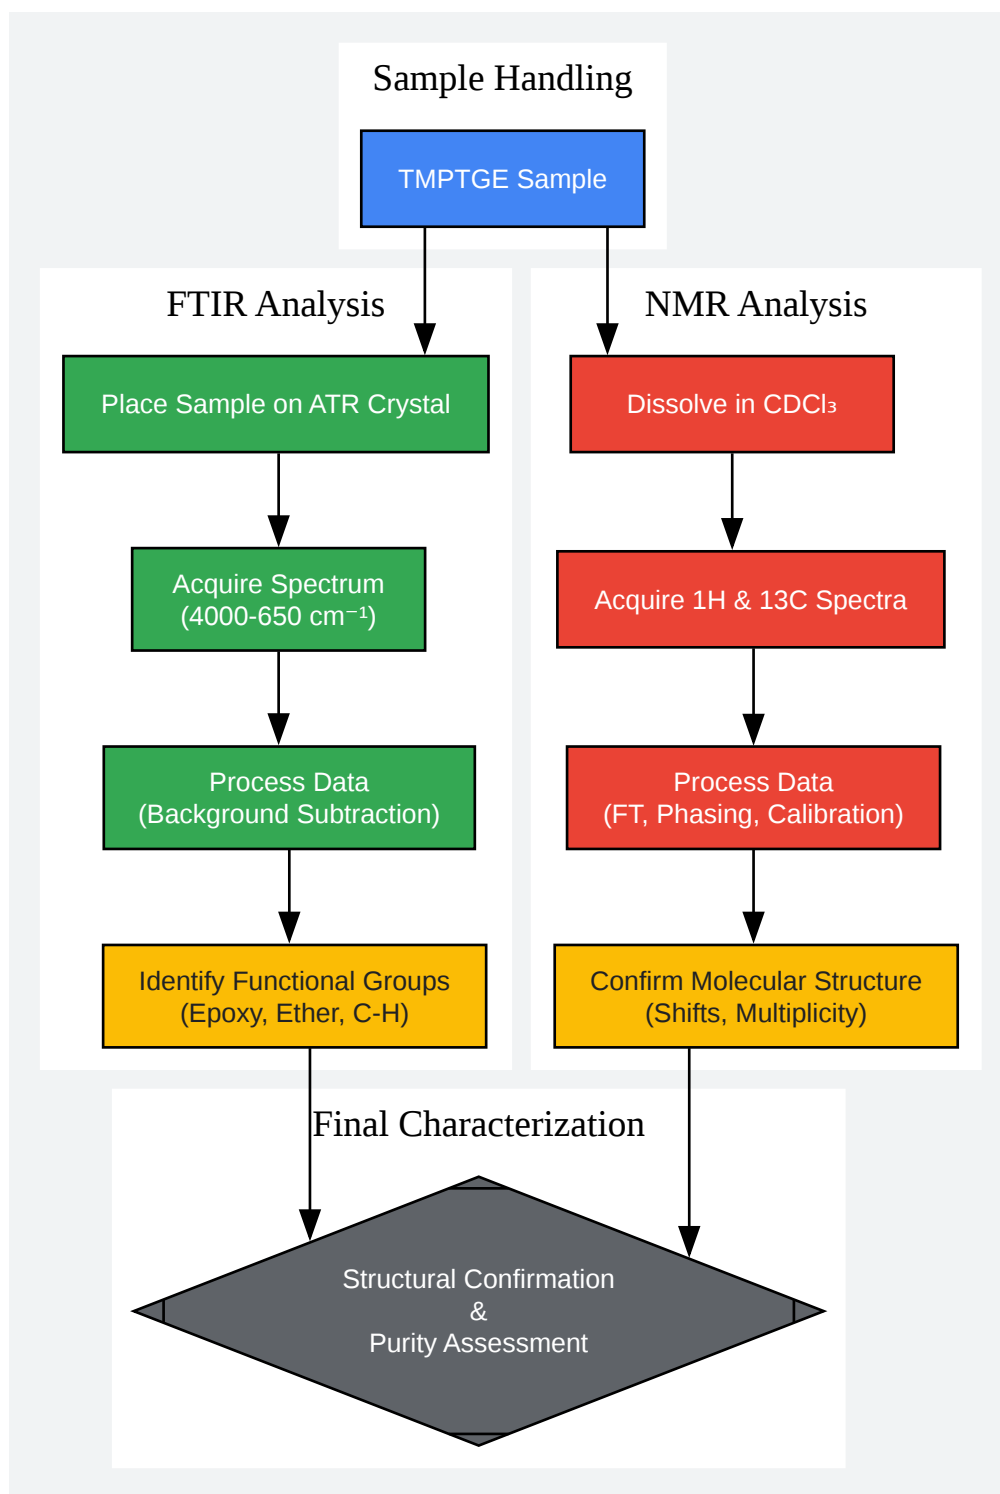 Sample Handling
TMPTGE Sample
FTIR Analysis
Place Sample on ATR Crystal
Acquire Spectrum
(4000-650 cm⁻¹)
Process Data
(Background Subtraction)
Identify Functional Groups
(Epoxy, Ether, C-H)
NMR Analysis
Dissolve in CDCl₃
Acquire 1H & 13C Spectra
Process Data
(FT, Phasing, Calibration)
Confirm Molecular Structure
(Shifts, Multiplicity)
Final Characterization
Structural Confirmation
&
Purity Assessment